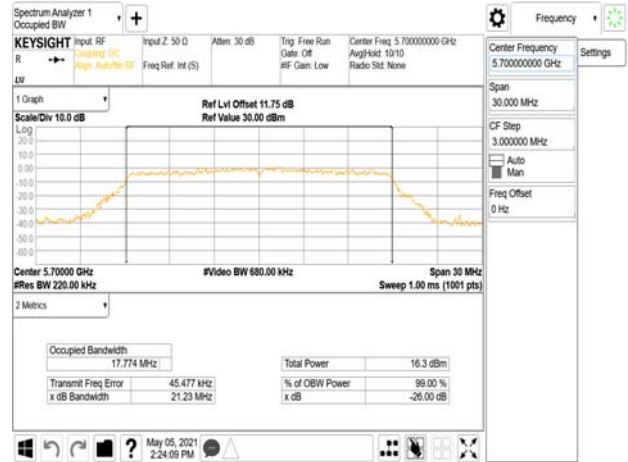 Spectrum Analyzer 1
Occupied BW
Frequency
KEYSIGHT
R
LVI
Input: RF
Coupling: DC
Align: Auto/No RF
Input Z: 50 Ω
Freq Ref: Int (S)
Atten: 30 dB
Trig: Free Run
Gate: Off
#IF Gain: Low
Center Freq: 5.700000000 GHz
Avg|Hold: 10/10
Radio Std: None
Center Frequency
5.700000000 GHz
Settings
Span
30.000 MHz
CF Step
3.000000 MHz
Auto
Man
Freq Offset
0 Hz
1 Graph
Scale/Div 10.0 dB
Ref Lvl Offset 11.75 dB
Ref Value 30.00 dBm
Log
20.0
10.0
0.00
-10.0
-20.0
-30.0
-40.0
-50.0
-60.0
Center 5.70000 GHz
#Res BW 220.00 kHz
#Video BW 680.00 kHz
Span 30 MHz
Sweep 1.00 ms (1001 pts)
2 Metrics
Occupied Bandwidth
17.774 MHz
Transmit Freq Error 45.477 kHz
x dB Bandwidth 21.23 MHz
Total Power 16.3 dBm
% of OBW Power 99.00 %
x dB -26.00 dB
?
May 05, 2021
2:24:09 PM